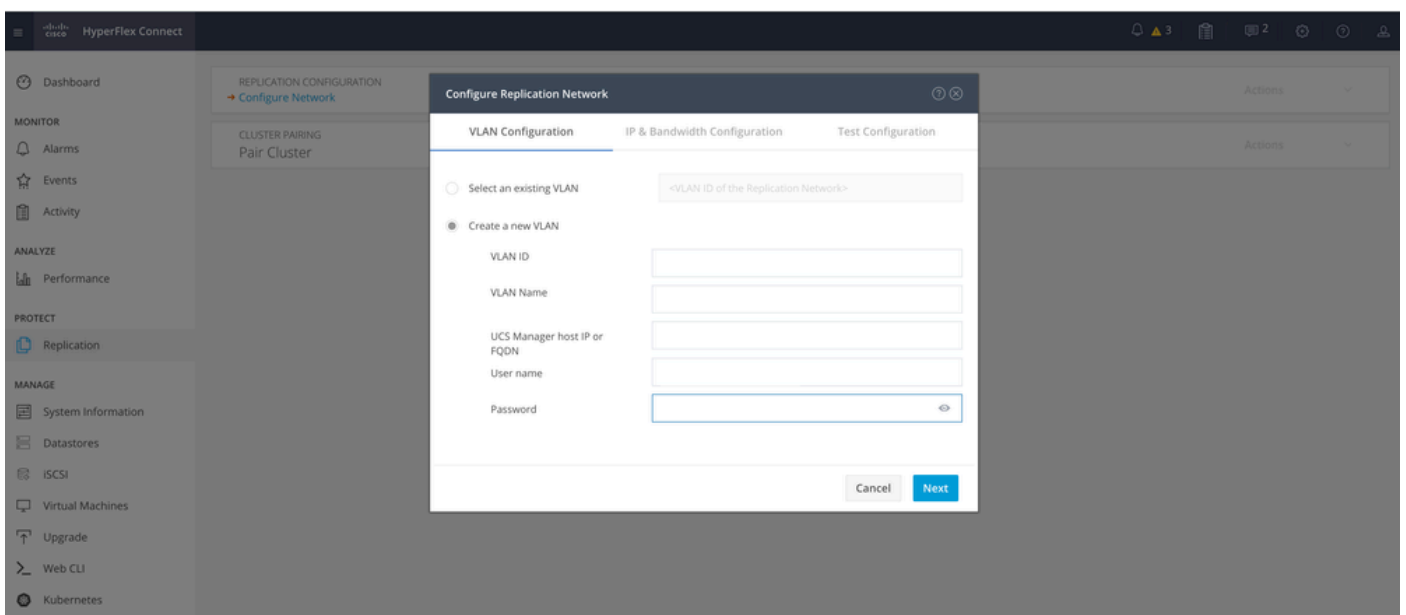 cisco HyperFlex Connect
3
2
Dashboard
MONITOR
Alarms
Events
Activity
ANALYZE
Performance
PROTECT
Replication
MANAGE
System Information
Datastores
iSCSI
Virtual Machines
Upgrade
Web CLI
Kubernetes
REPLICATION CONFIGURATION
Configure Network
Actions
CLUSTER PAIRING
Pair Cluster
Actions
Configure Replication Network
VLAN Configuration IP & Bandwidth Configuration Test Configuration
Select an existing VLAN <VLAN ID of the Replication Network>
Create a new VLAN
VLAN ID
VLAN Name
UCS Manager host IP or
FQDN
User name
Password
Cancel Next